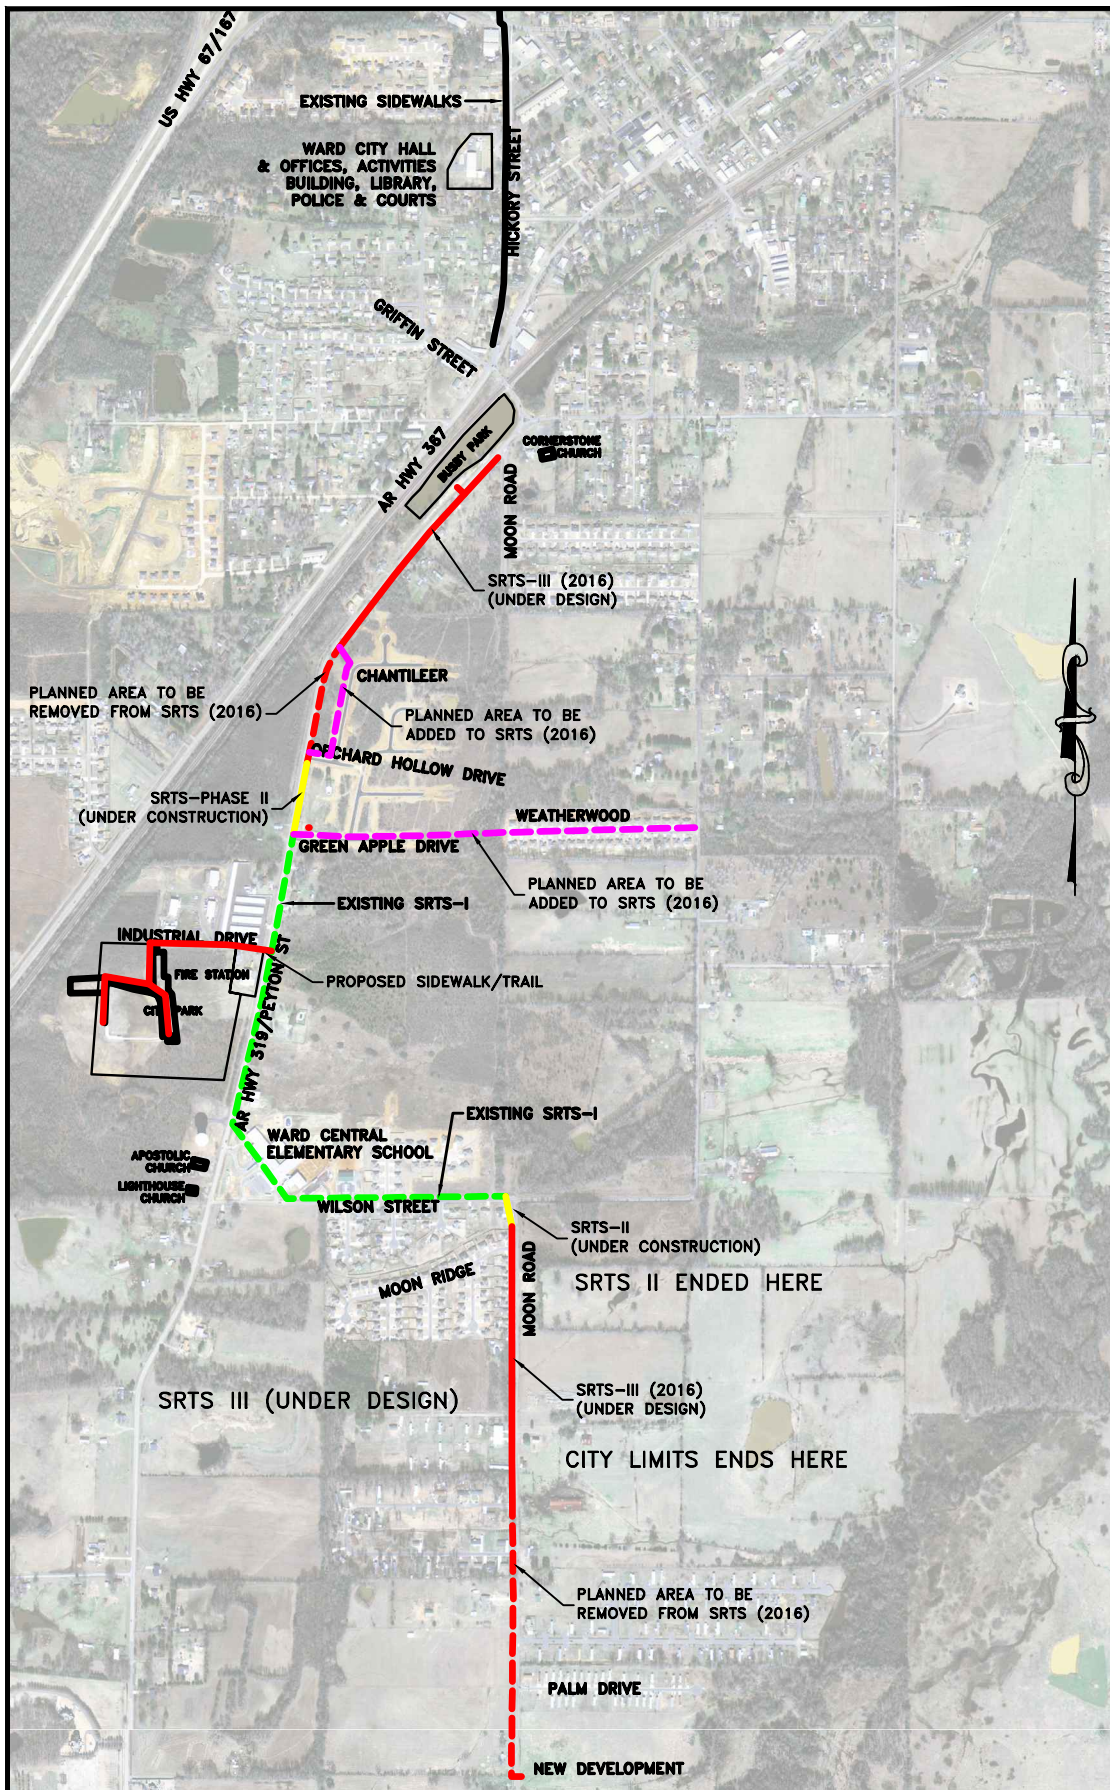 US HWY 67/167
EXISTING SIDEWALKS
WARD CITY HALL
& OFFICES, ACTIVITIES
BUILDING, LIBRARY,
POLICE & COURTS
HICKORY STREET
GRIFFIN STREET
AR HWY 367
BUSBY PARK
CORNERSTONE
CHURCH
MOON ROAD
SRTS-III (2016)
(UNDER DESIGN)
CHANTILEER
PLANNED AREA TO BE
REMOVED FROM SRTS (2016)
PLANNED AREA TO BE
ADDED TO SRTS (2016)
ORCHARD HOLLOW DRIVE
SRTS-PHASE II
(UNDER CONSTRUCTION)
WEATHERWOOD
GREEN APPLE DRIVE
PLANNED AREA TO BE
ADDED TO SRTS (2016)
EXISTING SRTS-I
INDUSTRIAL DRIVE
FIRE STATION
PROPOSED SIDEWALK/TRAIL
CITY PARK
AR HWY 319/PEYTON ST
EXISTING SRTS-I
WARD CENTRAL
ELEMENTARY SCHOOL
APOSTOLIC
CHURCH
LIGHTHOUSE
CHURCH
WILSON STREET
SRTS-II
(UNDER CONSTRUCTION)
MOON RIDGE
MOON ROAD
SRTS II ENDED HERE
SRTS III (UNDER DESIGN)
SRTS-III (2016)
(UNDER DESIGN)
CITY LIMITS ENDS HERE
PLANNED AREA TO BE
REMOVED FROM SRTS (2016)
PALM DRIVE
NEW DEVELOPMENT